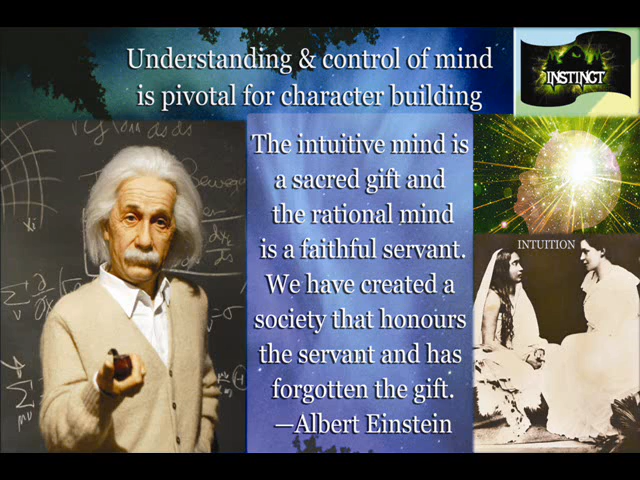 Understanding & control of mind
is pivotal for character building
INSTINCT
The intuitive mind is
a sacred gift and
the rational mind
is a faithful servant.
We have created a
society that honours
the servant and has
forgotten the gift.
—Albert Einstein
INTUITION